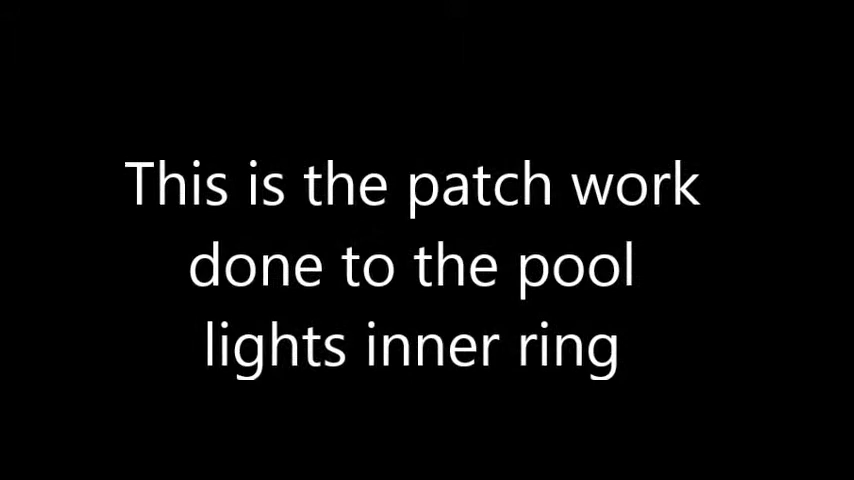 This is the patch work
done to the pool
lights inner ring